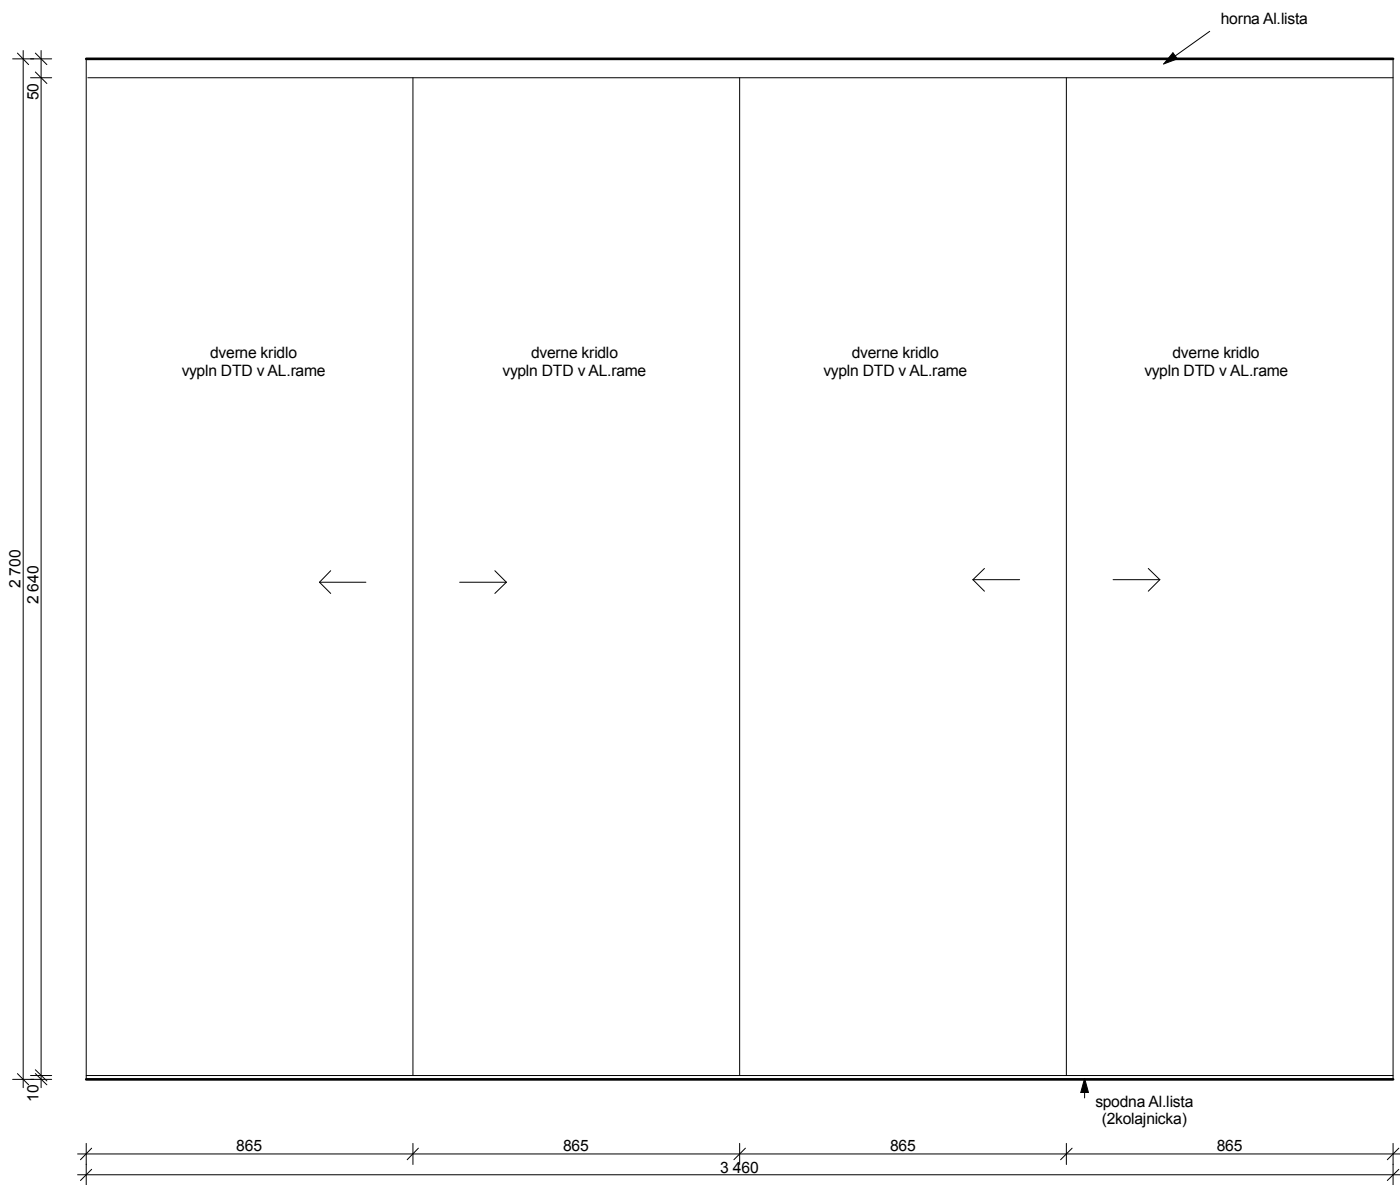 horna Al.lista
50
dverne kridlo
vypln DTD v AL.rame
dverne kridlo
vypln DTD v AL.rame
dverne kridlo
vypln DTD v AL.rame
dverne kridlo
vypln DTD v AL.rame
2 700
2 640
10
spodna Al.lista
(2kolajnicka)
865
865
865
865
3 460